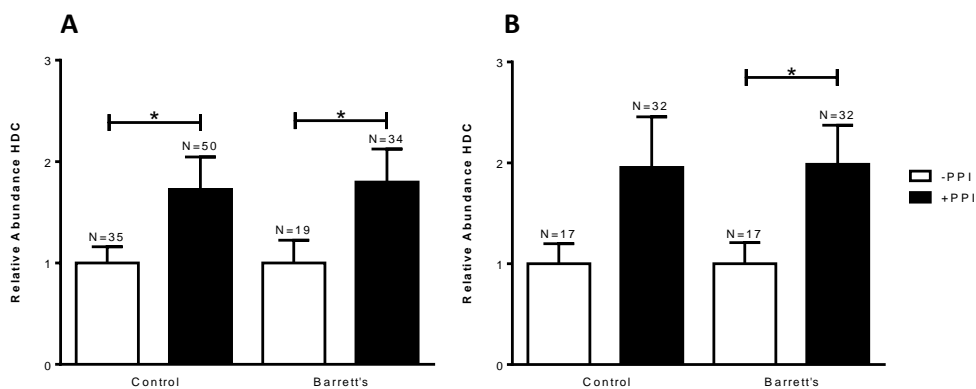 A
Relative Abundance HDC
3
2
1
0
*
*
N=35
N=50
N=19
N=34
Control
Barrett's
B
Relative Abundance HDC
3
2
1
0
*
N=17
N=32
N=17
N=32
Control
Barrett's
-PPI
+PPI